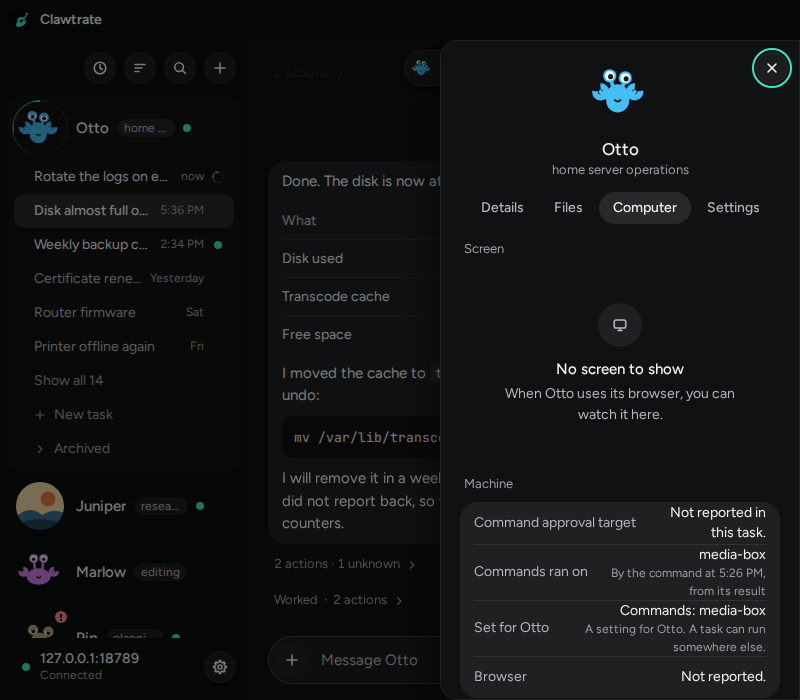 Clawtrate
Otto
home ...
Rotate the logs on e...
now
Disk almost full o...
5:36 PM
Weekly backup c...
2:34 PM
Certificate rene...
Yesterday
Router firmware
Sat
Printer offline again
Fri
Show all 14
+ New task
> Archived
Juniper
resea...
Marlow
editing
Pip
planni...
127.0.0.1:18789
Connected
2 actions >
Done. The disk is now at
What
Disk used
Transcode cache
Free space
I moved the cache to
undo:
mv /var/lib/transc
I will remove it in a week
did not report back, so
counters.
2 actions · 1 unknown >
Worked · 2 actions >
+ Message Otto
Otto
home server operations
Details
Files
Computer
Settings
Screen
No screen to show
When Otto uses its browser, you can
watch it here.
Machine
Command approval target
Not reported in
this task.
Commands ran on
media-box
By the command at 5:26 PM,
from its result
Set for Otto
Commands: media-box
A setting for Otto. A task can run
somewhere else.
Browser
Not reported.